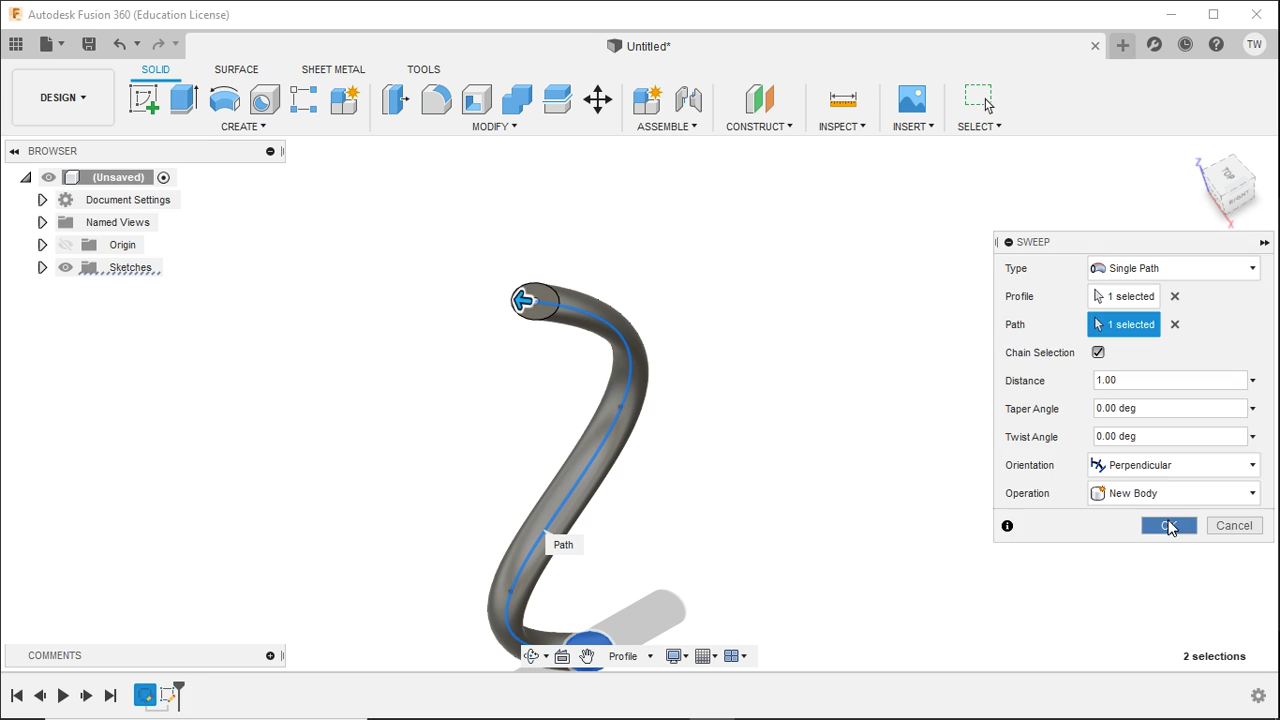 Autodesk Fusion 360 (Education License)
Untitled*
TW
DESIGN
SOLID SURFACE SHEET METAL TOOLS
CREATE MODIFY ASSEMBLE CONSTRUCT INSPECT INSERT SELECT
BROWSER
(Unsaved)
Document Settings
Named Views
Origin
Sketches
Z
RIGHT
X
SWEEP
Type Single Path
Profile 1 selected
Path 1 selected
Chain Selection
Distance 1.00
Taper Angle 0.00 deg
Twist Angle 0.00 deg
Orientation Perpendicular
Operation New Body
Cancel
Path
COMMENTS
Profile
2 selections